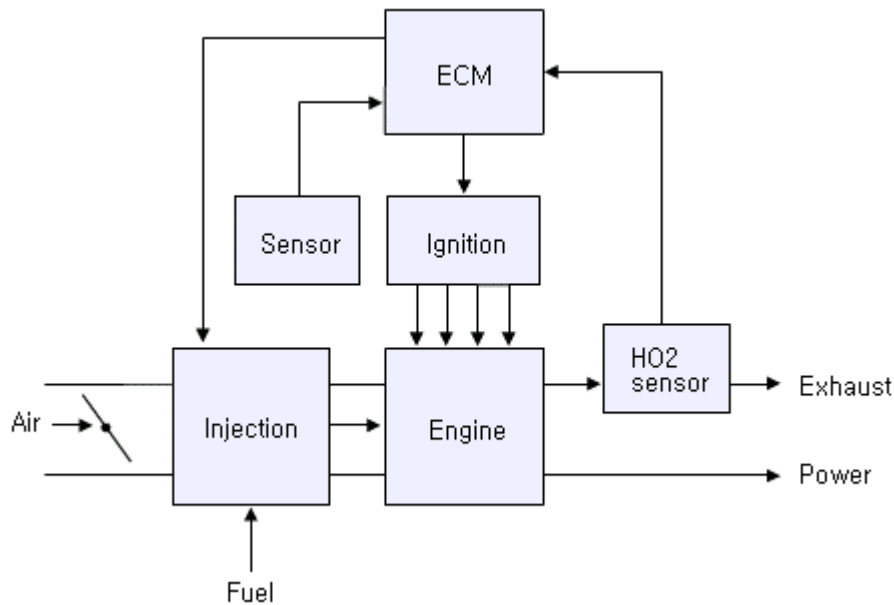 ECM
Sensor
Ignition
HO2
sensor
Exhaust
Air
Injection
Engine
Power
Fuel